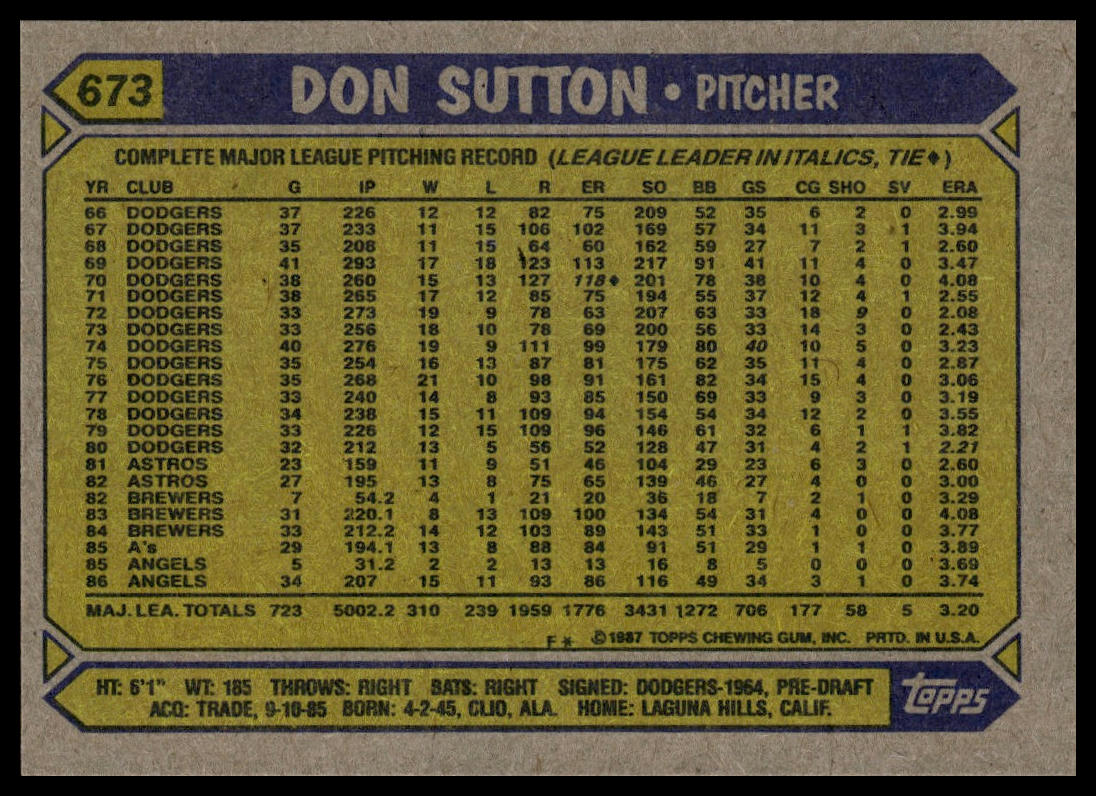 673 DON SUTTON • PITCHER
COMPLETE MAJOR LEAGUE PITCHING RECORD (LEAGUE LEADER IN ITALICS, TIE♦)
YR CLUB G IP W L R ER SO BB GS CG SHO SV ERA
66 DODGERS 37 226 12 12 82 75 209 52 35 6 2 0 2.99
67 DODGERS 37 233 11 15 106 102 169 57 34 11 3 1 3.94
68 DODGERS 35 208 11 15 64 60 162 59 27 7 2 1 2.60
69 DODGERS 41 293 17 18 123 113 217 91 41 11 4 0 3.47
70 DODGERS 38 260 15 13 127 118♦ 201 78 38 10 4 0 4.08
71 DODGERS 38 265 17 12 85 75 194 55 37 12 4 1 2.55
72 DODGERS 33 273 19 9 78 63 207 63 33 18 9 0 2.08
73 DODGERS 33 256 18 10 78 69 200 56 33 14 3 0 2.43
74 DODGERS 40 276 19 9 111 99 179 80 40 10 5 0 3.23
75 DODGERS 35 254 16 13 87 81 175 62 35 11 4 0 2.87
76 DODGERS 35 268 21 10 98 91 161 82 34 15 4 0 3.06
77 DODGERS 33 240 14 8 93 85 150 69 33 9 3 0 3.19
78 DODGERS 34 238 15 11 109 94 154 54 34 12 2 0 3.55
79 DODGERS 33 226 12 15 109 96 146 61 32 6 1 1 3.82
80 DODGERS 32 212 13 5 56 52 128 47 31 4 2 1 2.21
81 ASTROS 23 159 11 9 51 46 104 29 23 6 3 0 2.60
82 ASTROS 27 195 13 8 75 65 139 46 27 4 0 0 3.00
82 BREWERS 7 54.2 4 1 21 20 36 18 7 2 1 0 3.29
83 BREWERS 31 220.1 8 13 109 100 134 54 31 4 0 0 4.08
84 BREWERS 33 212.2 14 12 103 89 143 51 33 1 0 0 3.77
85 A's 29 194.1 13 8 88 84 91 51 29 1 1 0 3.89
85 ANGELS 5 31.2 2 2 13 13 16 8 5 0 0 0 3.69
86 ANGELS 34 207 15 11 93 86 116 49 34 3 1 0 3.74
MAJ. LEA. TOTALS 723 5002.2 310 239 1959 1776 3431 1272 706 177 58 5 3.20
F* ©1987 TOPPS CHEWING GUM, INC. PRTD. IN U.S.A.
HT: 6'1" WT: 185 THROWS: RIGHT BATS: RIGHT SIGNED: DODGERS-1964, PRE-DRAFT
ACQ: TRADE, 9-10-85 BORN: 4-2-45, CLIO, ALA. HOME: LAGUNA HILLS, CALIF.
topps